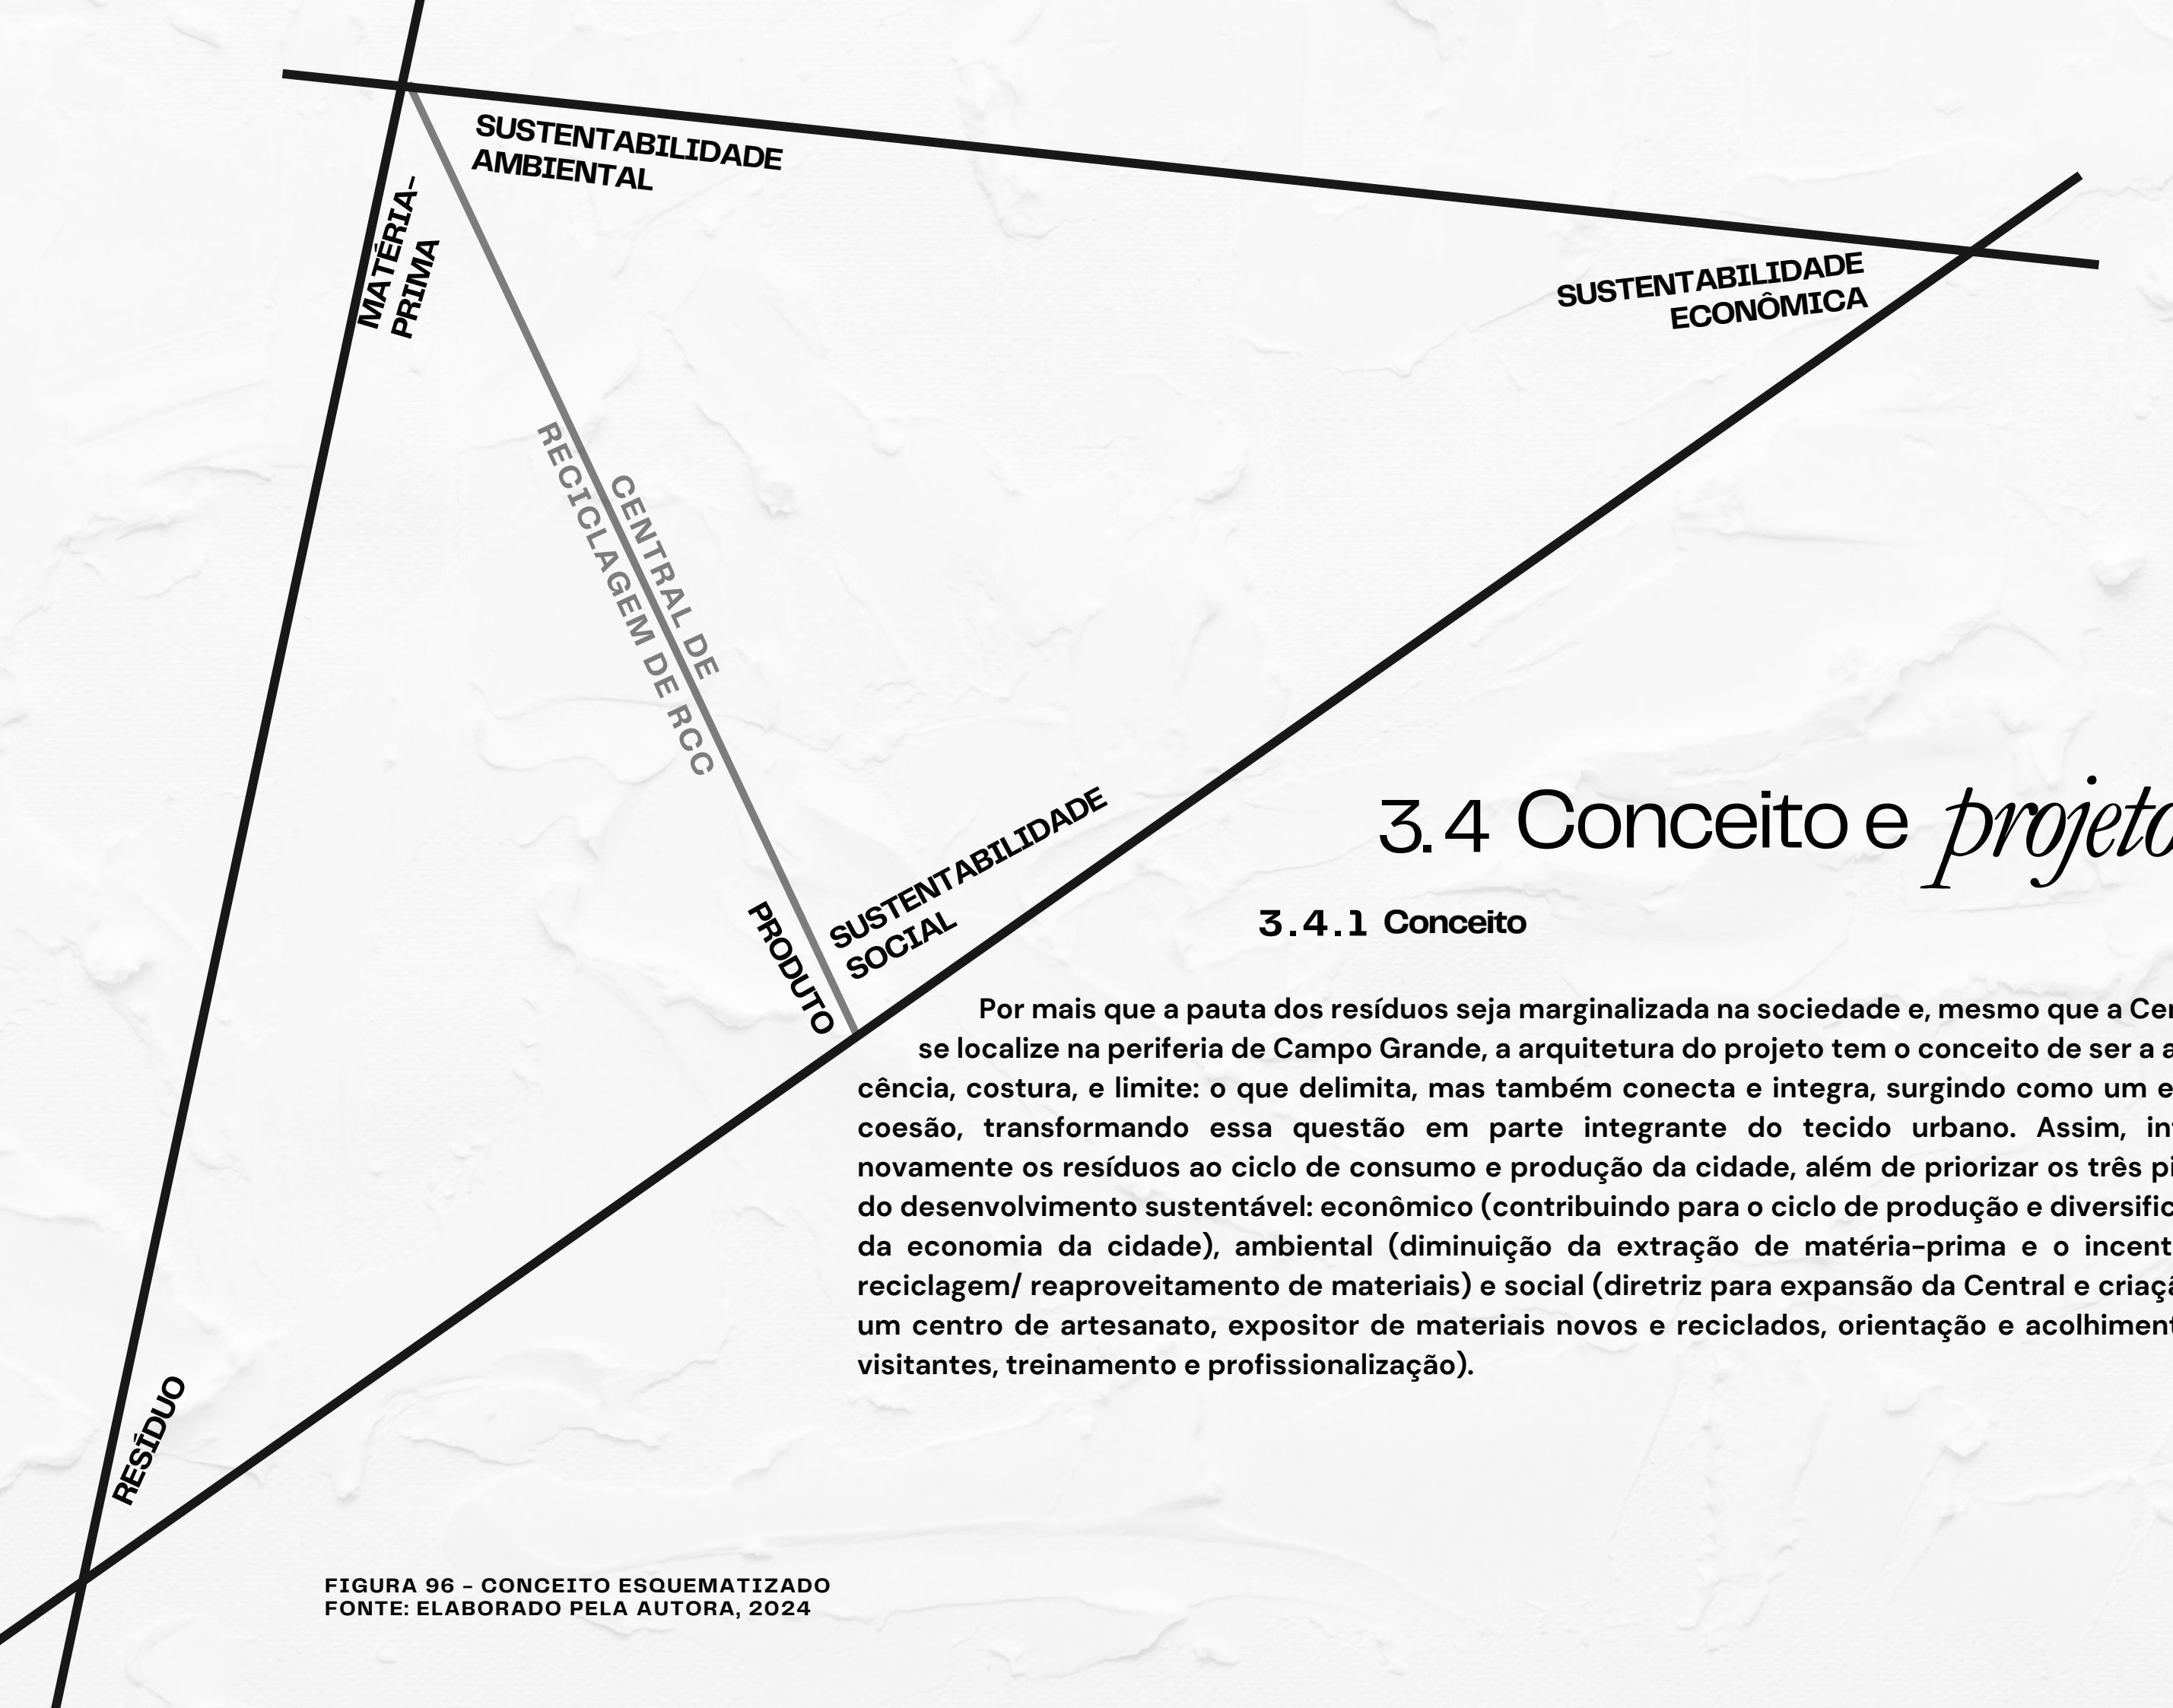 SUSTENTABILIDADE
AMBIENTAL
MATÉRIA-
PRIMA
SUSTENTABILIDADE
ECONÔMICA
CENTRAL DE
RECICLAGEM DE RCC
SUSTENTABILIDADE
SOCIAL
PRODUTO
RESÍDUO
3.4 Conceito e projeto
3.4.1 Conceito
Por mais que a pauta dos resíduos seja marginalizada na sociedade e, mesmo que a
se localize na periferia de Campo Grande, a arquitetura do projeto tem o conceito de ser a
cência, costura, e limite: o que delimita, mas também conecta e integra, surgindo como um
coesão, transformando essa questão em parte integrante do tecido urbano. Assim,
novamente os resíduos ao ciclo de consumo e produção da cidade, além de priorizar os três
do desenvolvimento sustentável: econômico (contribuindo para o ciclo de produção e
da economia da cidade), ambiental (diminuição da extração de matéria-prima e o
reciclagem/ reaproveitamento de materiais) e social (diretriz para expansão da Central e
um centro de artesanato, expositor de materiais novos e reciclados, orientação e
visitantes, treinamento e profissionalização).
FIGURA 96 - CONCEITO ESQUEMATIZADO
FONTE: ELABORADO PELA AUTORA, 2024